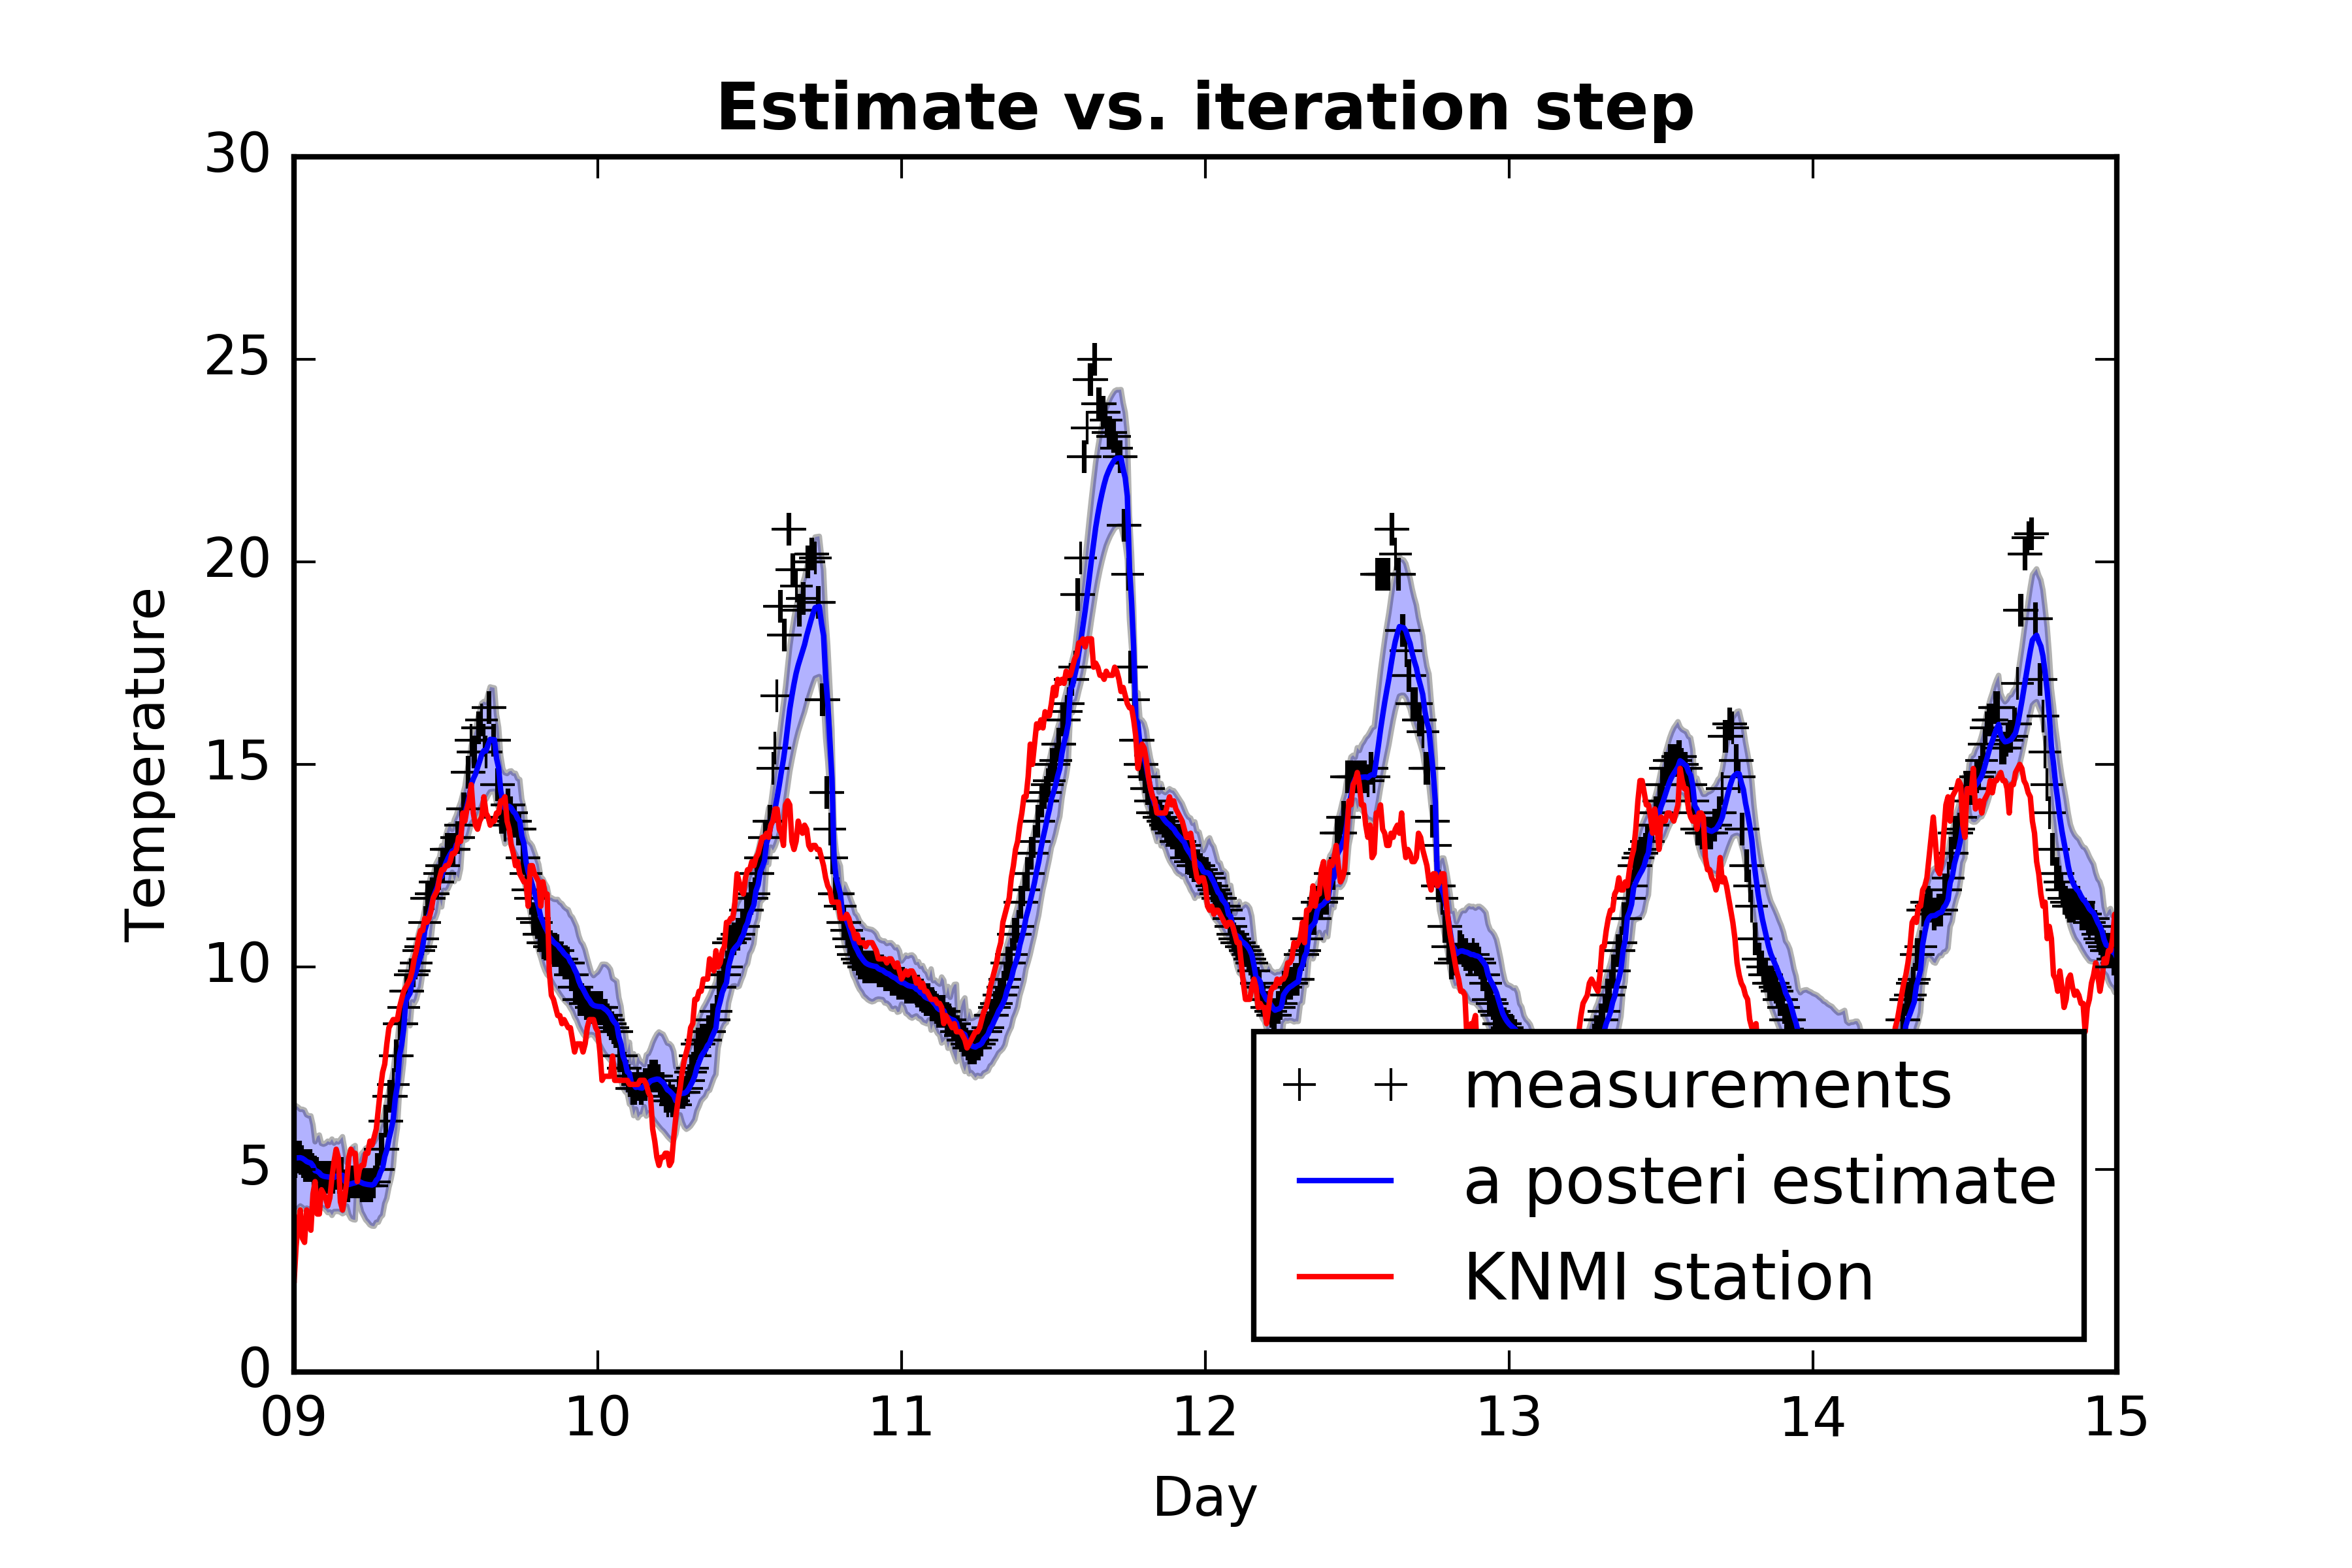 Estimate vs. iteration step
30
25
20
15
10
5
0
Temperature
09 10 11 12 13 14 15
Day
measurements
a posteri estimate
KNMI station